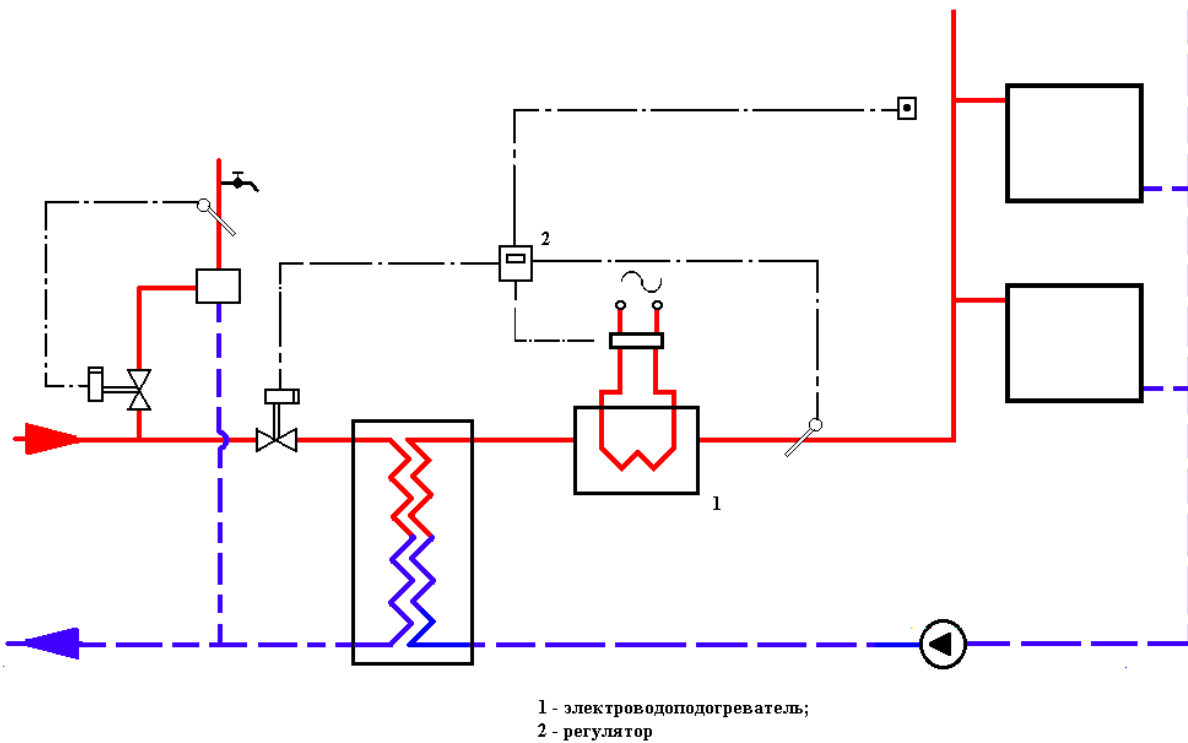 2
1
1 - электроводоподогреватель;
2 - регулятор